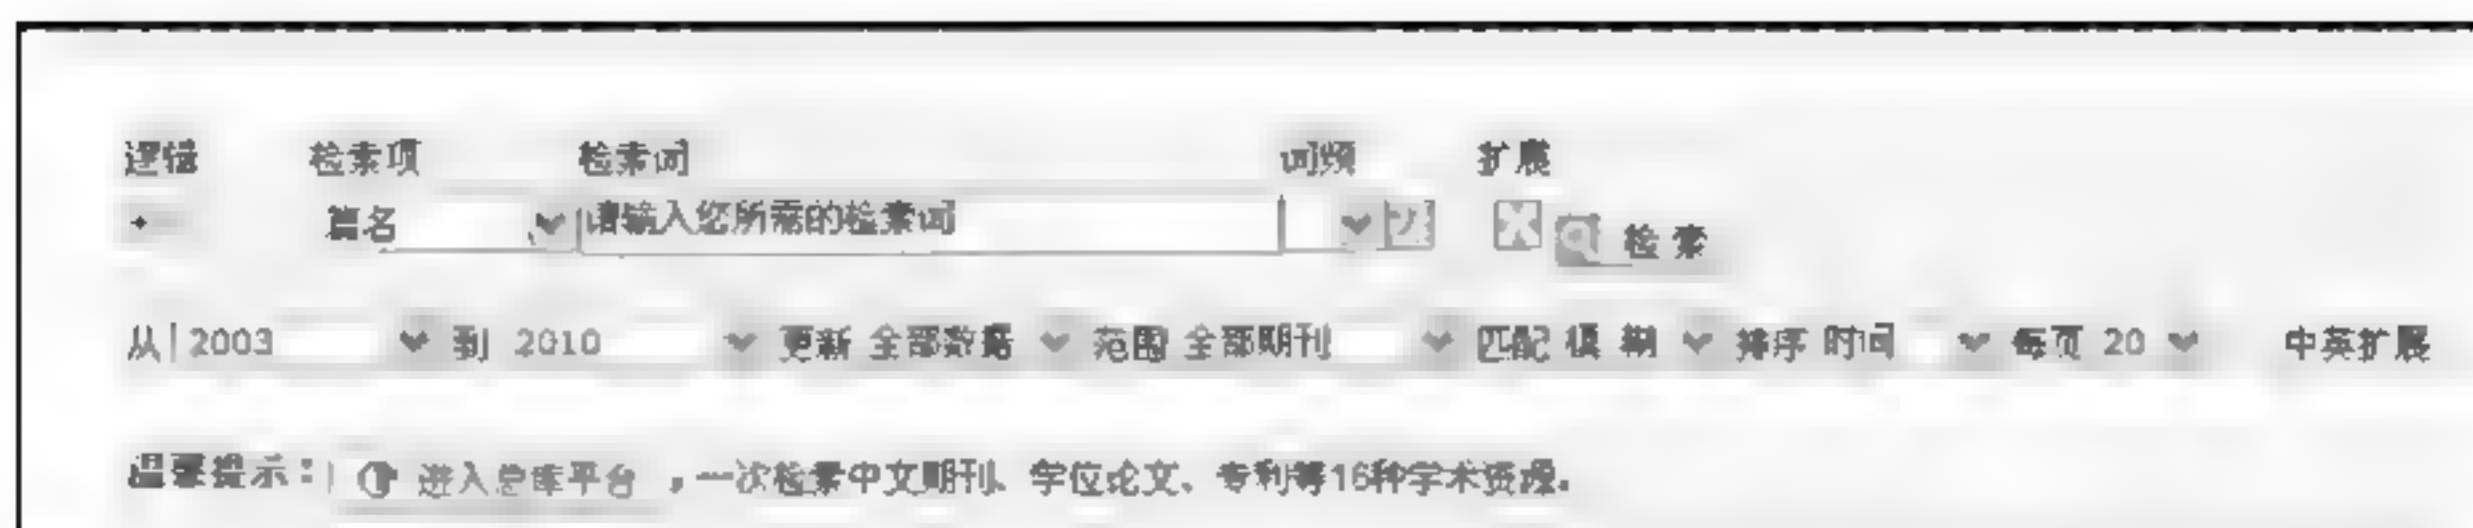 逻辑 检索项 检索词 词频 扩展
篇名 请输入您所需的检索词 检 索
从 2003 到 2010 更新 全部数据 范围 全部期刊 匹配 模 糊 排序 时间 每页 20 中英扩展
温馨提示： 进入总库平台 ，一次检索中文期刊、学位论文、专利等16种学术资源.